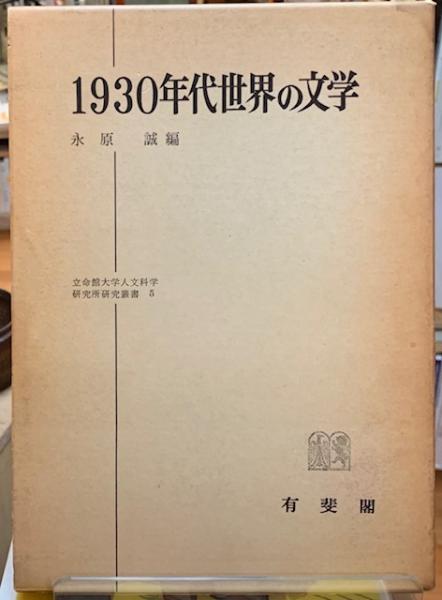 1930年代世界の文学
永原 誠編
立命館大学人文科学
研究所研究叢書 5
有斐閣